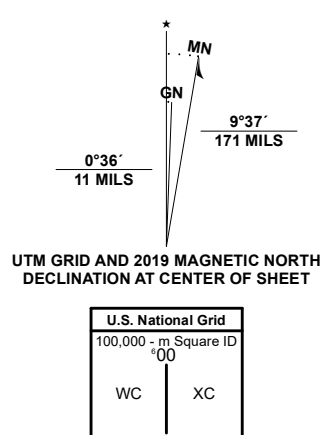 ★
MN
GN
9°37´
171 MILS
0°36´
11 MILS
UTM GRID AND 2019 MAGNETIC NORTH
DECLINATION AT CENTER OF SHEET
U.S. National Grid
100,000 - m Square ID
⁶00
WC XC